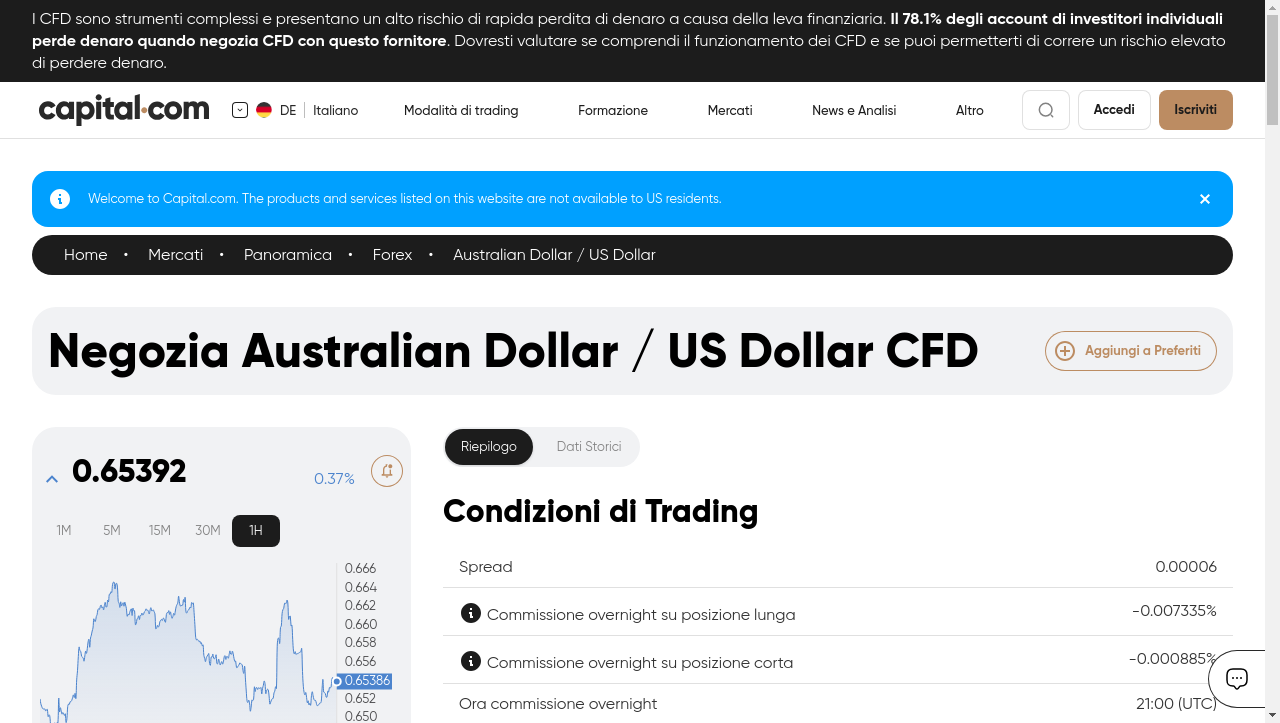 I CFD sono strumenti complessi e presentano un alto rischio di rapida perdita di denaro a causa della leva finanziaria. Il 78.1% degli account di investitori individuali
perde denaro quando negozia CFD con questo fornitore. Dovresti valutare se comprendi il funzionamento dei CFD e se puoi permetterti di correre un rischio elevato
di perdere denaro.
capital.com DE Italiano Modalità di trading Formazione Mercati News e Analisi Altro Accedi Iscriviti
Welcome to Capital.com. The products and services listed on this website are not available to US residents.
Home • Mercati • Panoramica • Forex • Australian Dollar / US Dollar
Negozia Australian Dollar / US Dollar CFD
Aggiungi a Preferiti
0.65392
0.37%
1M 5M 15M 30M 1H
0.666
0.664
0.662
0.660
0.658
0.656
0.65386
0.652
0.650
Riepilogo Dati Storici
Condizioni di Trading
Spread 0.00006
Commissione overnight su posizione lunga -0.007335%
Commissione overnight su posizione corta -0.000885%
Ora commissione overnight 21:00 (UTC)